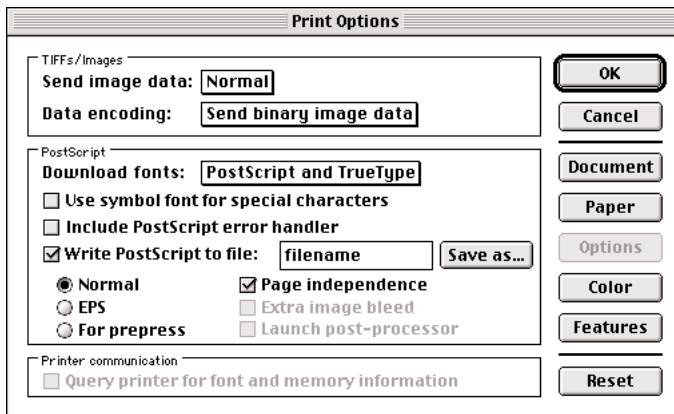 Print Options
TIFFs/Images
Send image data: Normal
Data encoding: Send binary image data
PostScript
Download fonts: PostScript and TrueType
Use symbol font for special characters
Include PostScript error handler
Write PostScript to file: filename Save as...
Normal Page independence
EPS Extra image bleed
For prepress Launch post-processor
Printer communication
Query printer for font and memory information
OK
Cancel
Document
Paper
Options
Color
Features
Reset